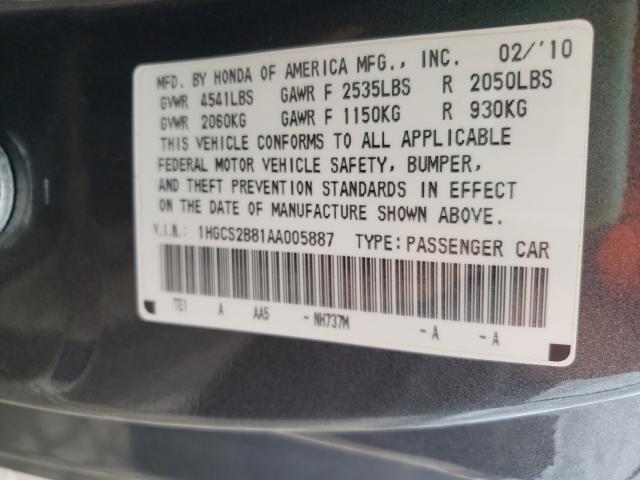 MFD. BY HONDA OF AMERICA MFG., INC. 02/'10
GVWR 4541LBS GAWR F 2535LBS R 2050LBS
GVWR 2060KG GAWR F 1150KG R 930KG
THIS VEHICLE CONFORMS TO ALL APPLICABLE
FEDERAL MOTOR VEHICLE SAFETY, BUMPER,
AND THEFT PREVENTION STANDARDS IN EFFECT
ON THE DATE OF MANUFACTURE SHOWN ABOVE.
V.I.N.: 1HGCS2B81AA005887 TYPE: PASSENGER CAR
TE1 A AA5 - NH737M - A - A